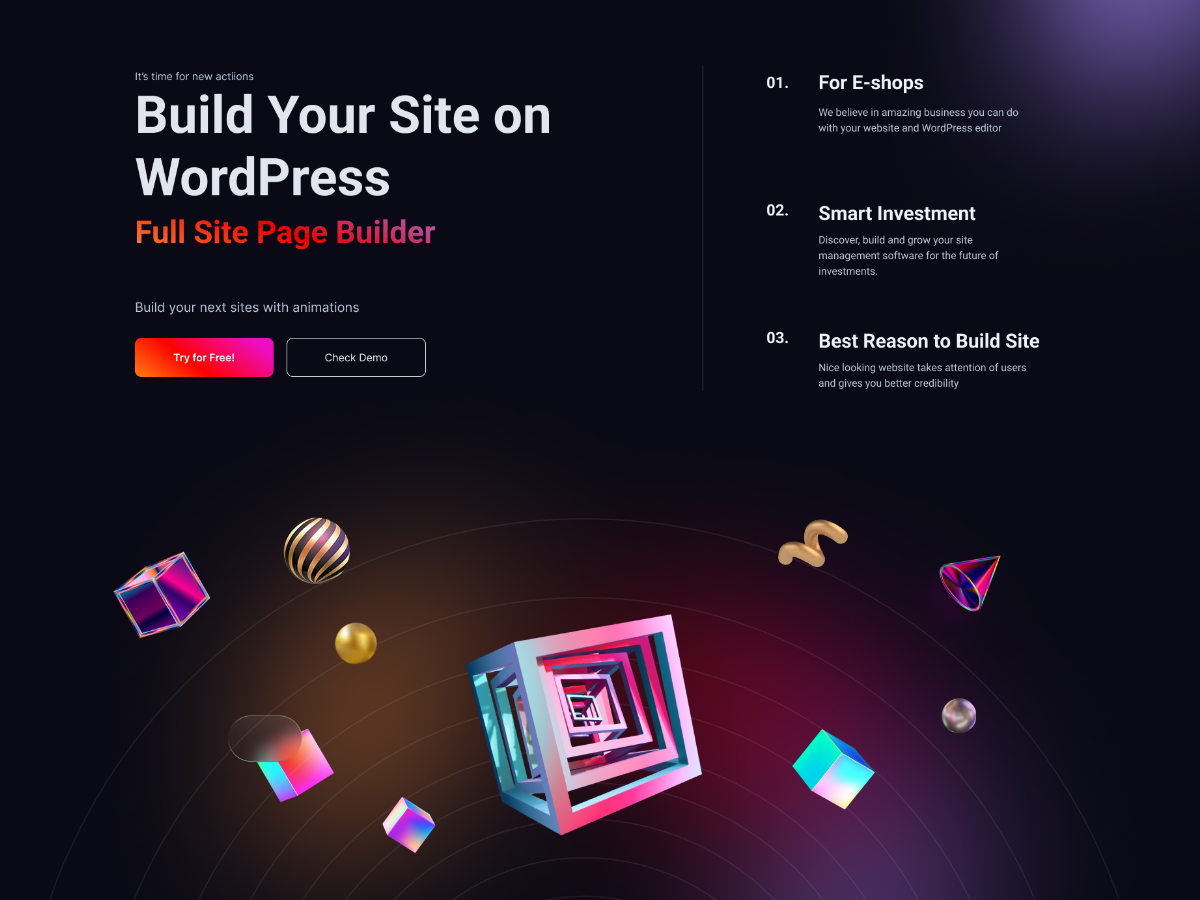 It's time for new actiions
Build Your Site on
WordPress
Full Site Page Builder
Build your next sites with animations
Try for Free!
Check Demo
01.
For E-shops
We believe in amazing business you can do
with your website and WordPress editor
02.
Smart Investment
Discover, build and grow your site
management software for the future of
investments.
03.
Best Reason to Build Site
Nice looking website takes attention of users
and gives you better credibility